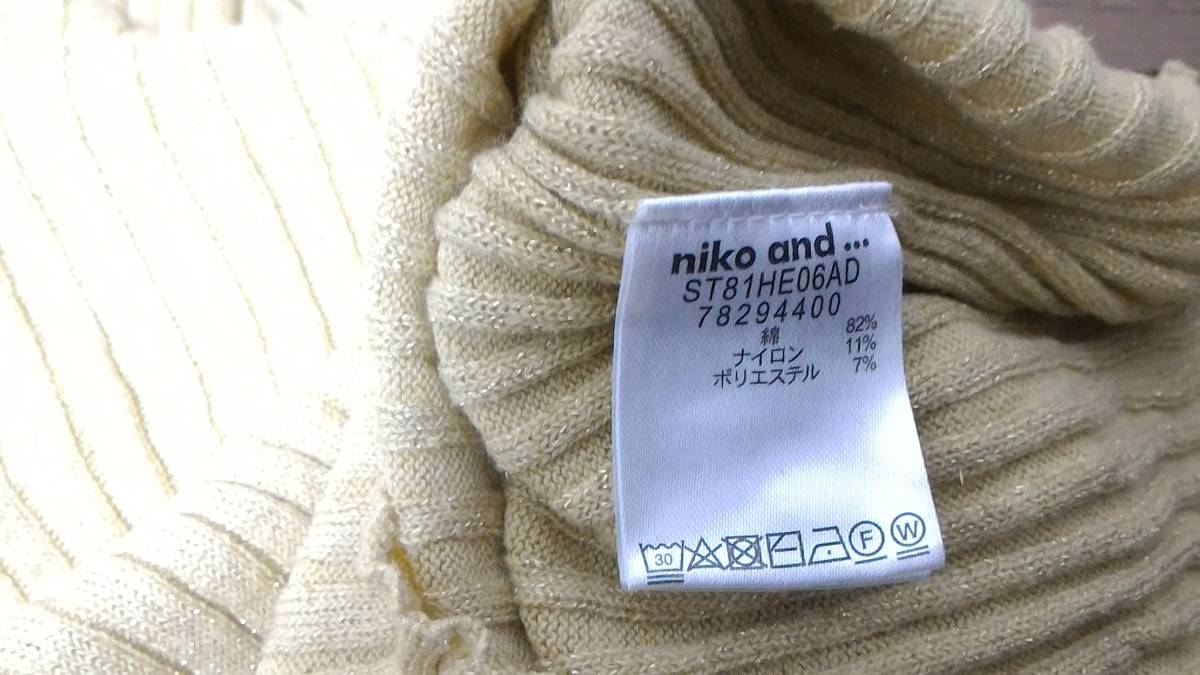 niko and ...
ST81HE06AD
78294400
綿 82%
ナイロン 11%
ポリエステル 7%
30 F W